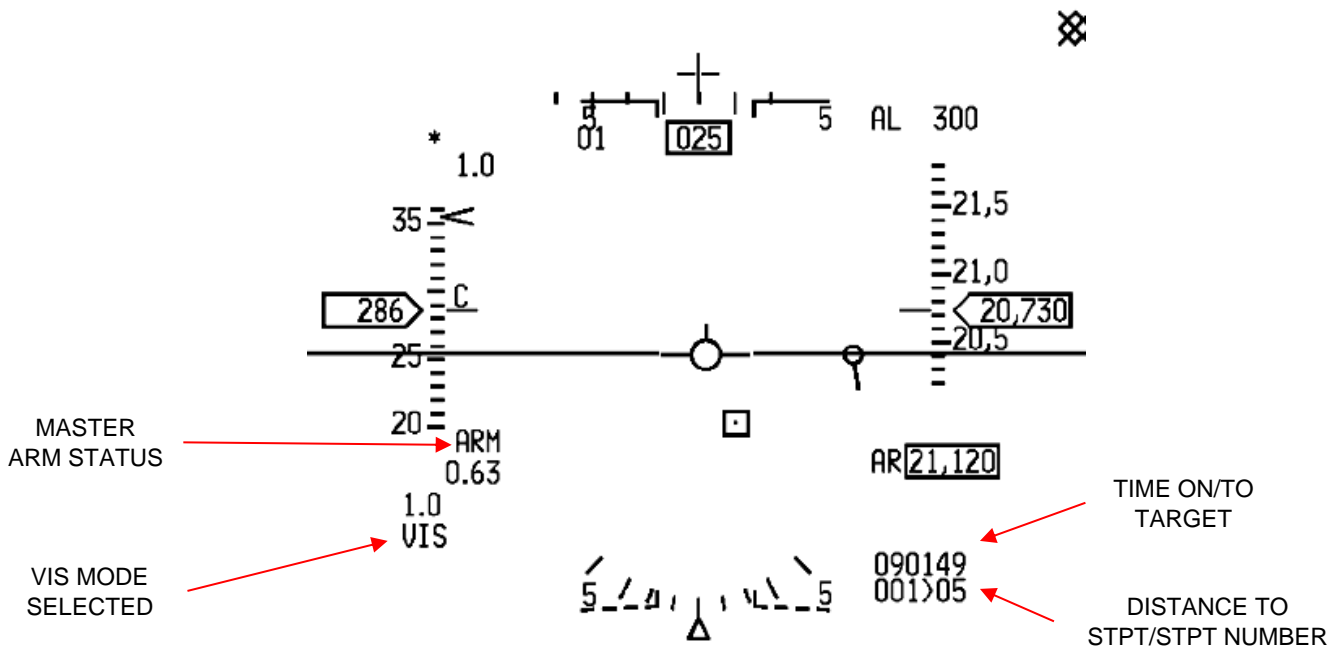 5
5
01
025
AL 300
1.0
35
21,5
21,0
286
C
20,730
20,5
25
20
MASTER
ARM STATUS
ARM
0.63
AR 21,120
1.0
VIS
TIME ON/TO
TARGET
VIS MODE
SELECTED
090149
001>05
5
5
DISTANCE TO
STPT/STPT NUMBER